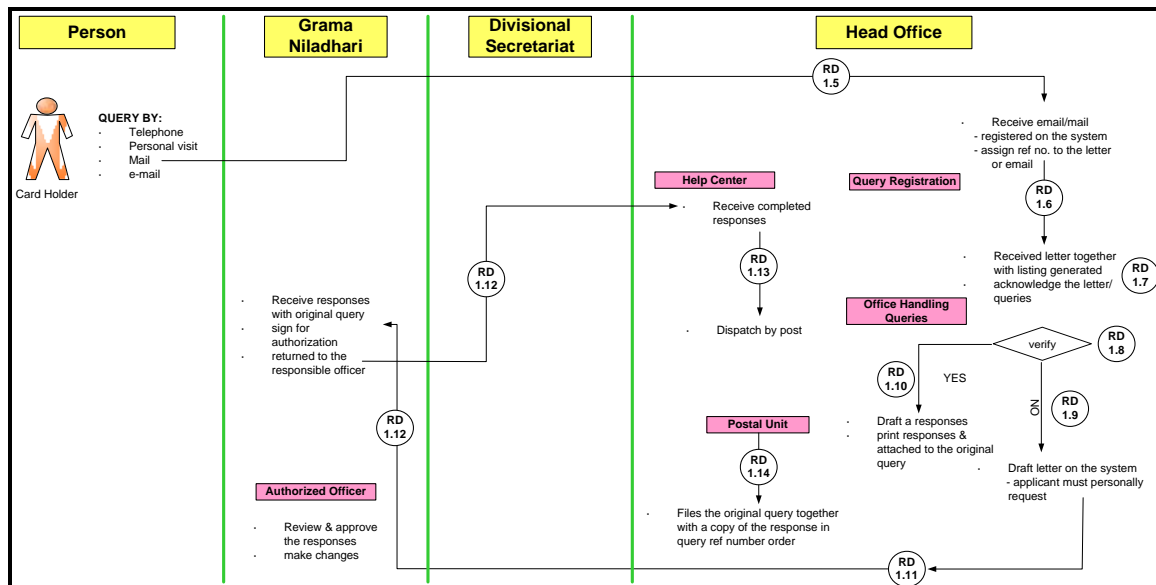 Person
Grama
Niladhari
Divisional
Secretariat
Head Office
RD
1.5
QUERY BY:
· Telephone
· Personal visit
· Mail
· e-mail
Card Holder
· Receive email/mail
- registered on the system
- assign ref no. to the letter
or email
Help Center
Query Registration
RD
1.6
· Receive completed
responses
RD
1.13
RD
1.12
· Received letter together
with listing generated
· acknowledge the letter/
queries
RD
1.7
· Receive responses
with original query
· sign for
authorization
· returned to the
responsible officer
Office Handling
Queries
· Dispatch by post
verify
RD
1.8
RD
1.10
YES
NO
RD
1.9
RD
1.12
Postal Unit
· Draft a responses
· print responses &
attached to the original
query
RD
1.14
· Draft letter on the system
- applicant must personally
request
Authorized Officer
· Files the original query together
with a copy of the response in
query ref number order
· Review & approve
the responses
· make changes
RD
1.11